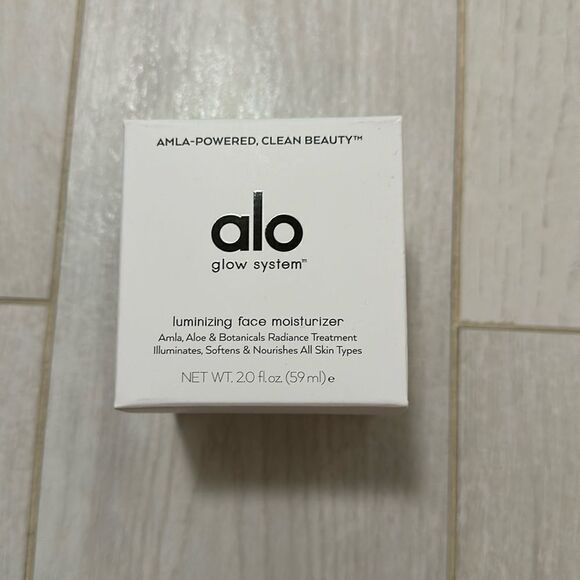 AMLA-POWERED, CLEAN BEAUTY™
alo
glow system™
luminizing face moisturizer
Amla, Aloe & Botanicals Radiance Treatment
Illuminates, Softens & Nourishes All Skin Types
NET WT. 2.0 fl.oz. (59 ml) e